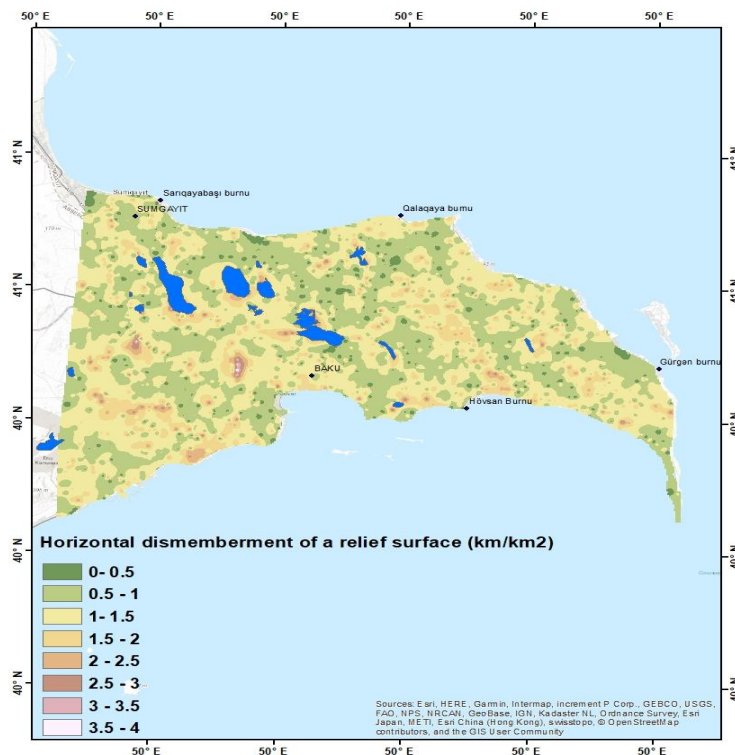 50° E 50° E 50° E 50° E 50° E 50° E
41° N 41° N
Sumqayıt Sarıqayabaşı burnu
SUMGAYIT
Qalaqaya burnu
41° N 41° N
Gürgən burnu
BAKU
Hövsan Burnu
40° N 40° N
Horizontal dismemberment of a relief surface (km/km2)
40° N 40° N
0- 0.5
0.5 - 1
1- 1.5
1.5 - 2
2 - 2.5
2.5 - 3
3 - 3.5
3.5 - 4
40° N 40° N
Sources: Esri, HERE, Garmin, Intermap, increment P Corp., GEBCO, USGS,
FAO, NPS, NRCAN, GeoBase, IGN, Kadaster NL, Ordnance Survey, Esri
Japan, METI, Esri China (Hong Kong), swisstopo, © OpenStreetMap
contributors, and the GIS User Community
50° E 50° E 50° E 50° E 50° E